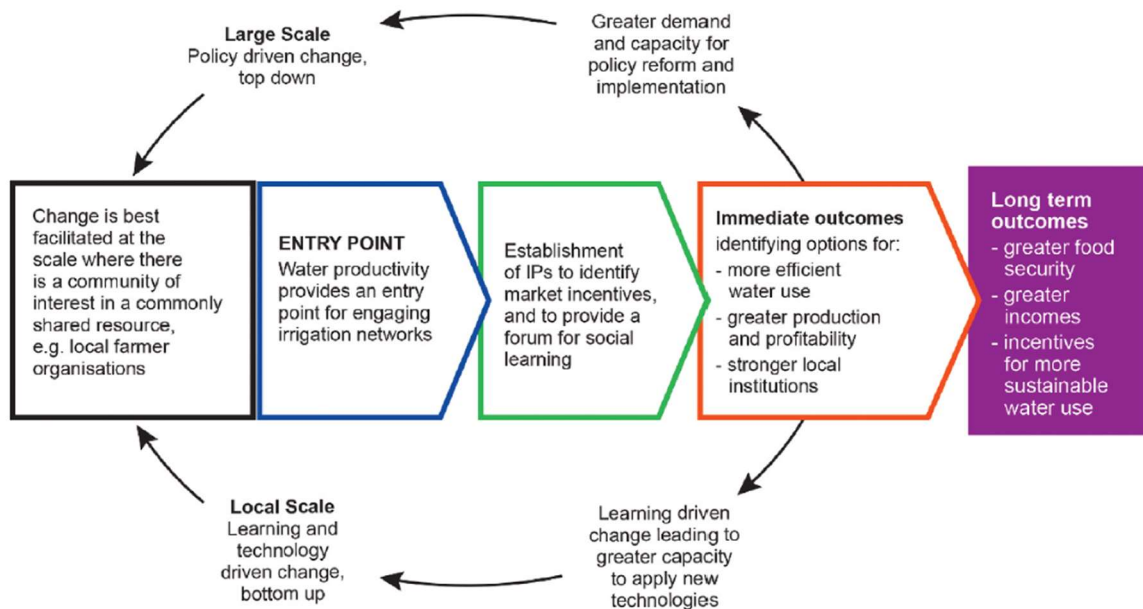 Large Scale
Policy driven change,
top down
Greater demand
and capacity for
policy reform and
implementation
Change is best
facilitated at the
scale where there
is a community of
interest in a commonly
shared resource,
e.g. local farmer
organisations
ENTRY POINT
Water productivity
provides an entry
point for engaging
irrigation networks
Establishment
of IPs to identify
market incentives,
and to provide a
forum for social
learning
Immediate outcomes
identifying options for:
- more efficient
water use
- greater production
and profitability
- stronger local
institutions
Long term
outcomes
- greater food
security
- greater
incomes
- incentives
for more
sustainable
water use
Local Scale
Learning and
technology
driven change,
bottom up
Learning driven
change leading to
greater capacity
to apply new
technologies